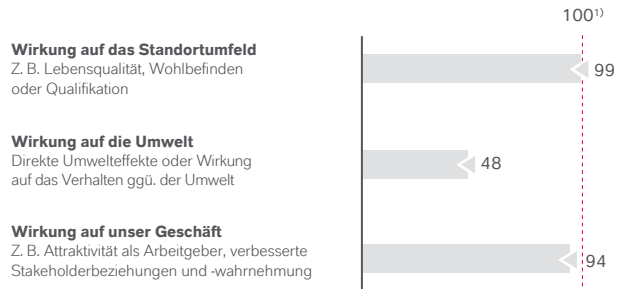 100¹⁾
Wirkung auf das Standortumfeld
Z. B. Lebensqualität, Wohlbefinden
oder Qualifikation
99
Wirkung auf die Umwelt
Direkte Umwelteffekte oder Wirkung
auf das Verhalten ggü. der Umwelt
48
Wirkung auf unser Geschäft
Z. B. Attraktivität als Arbeitgeber, verbesserte
Stakeholderbeziehungen und -wahrnehmung
94